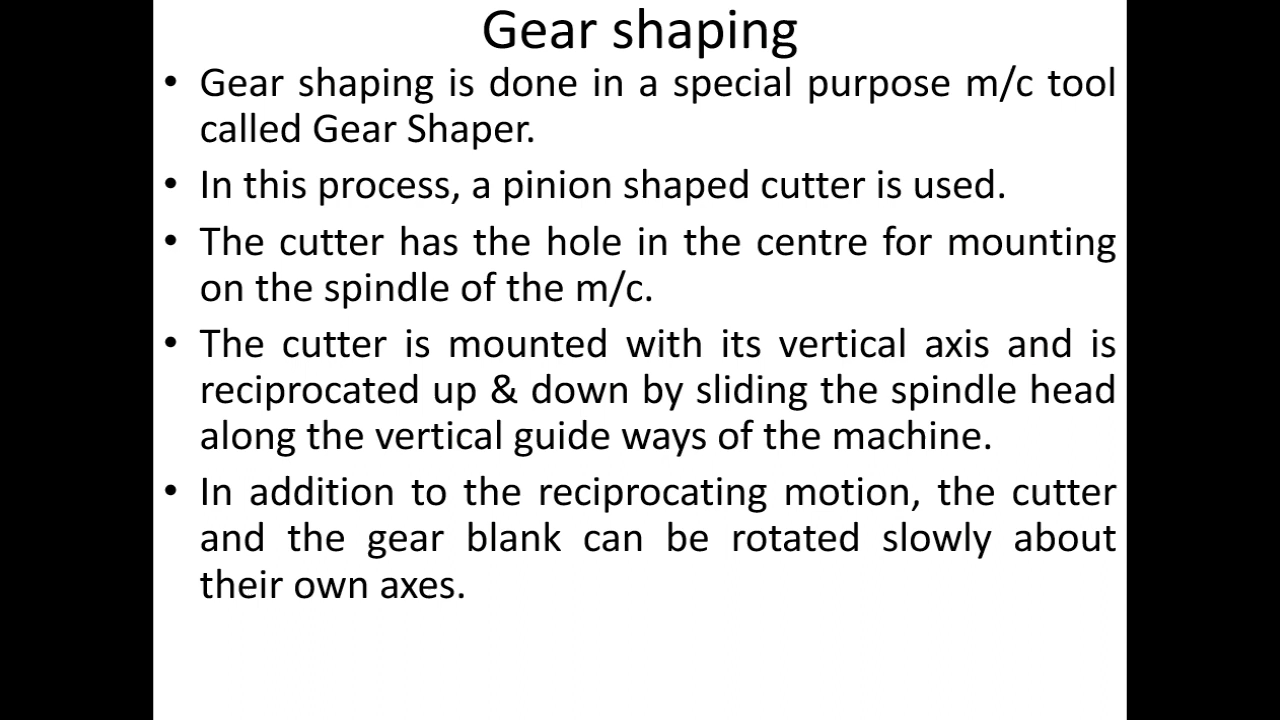 Gear shaping
• Gear shaping is done in a special purpose m/c tool
called Gear Shaper.
• In this process, a pinion shaped cutter is used.
• The cutter has the hole in the centre for mounting
on the spindle of the m/c.
• The cutter is mounted with its vertical axis and is
reciprocated up & down by sliding the spindle head
along the vertical guide ways of the machine.
• In addition to the reciprocating motion, the cutter
and the gear blank can be rotated slowly about
their own axes.